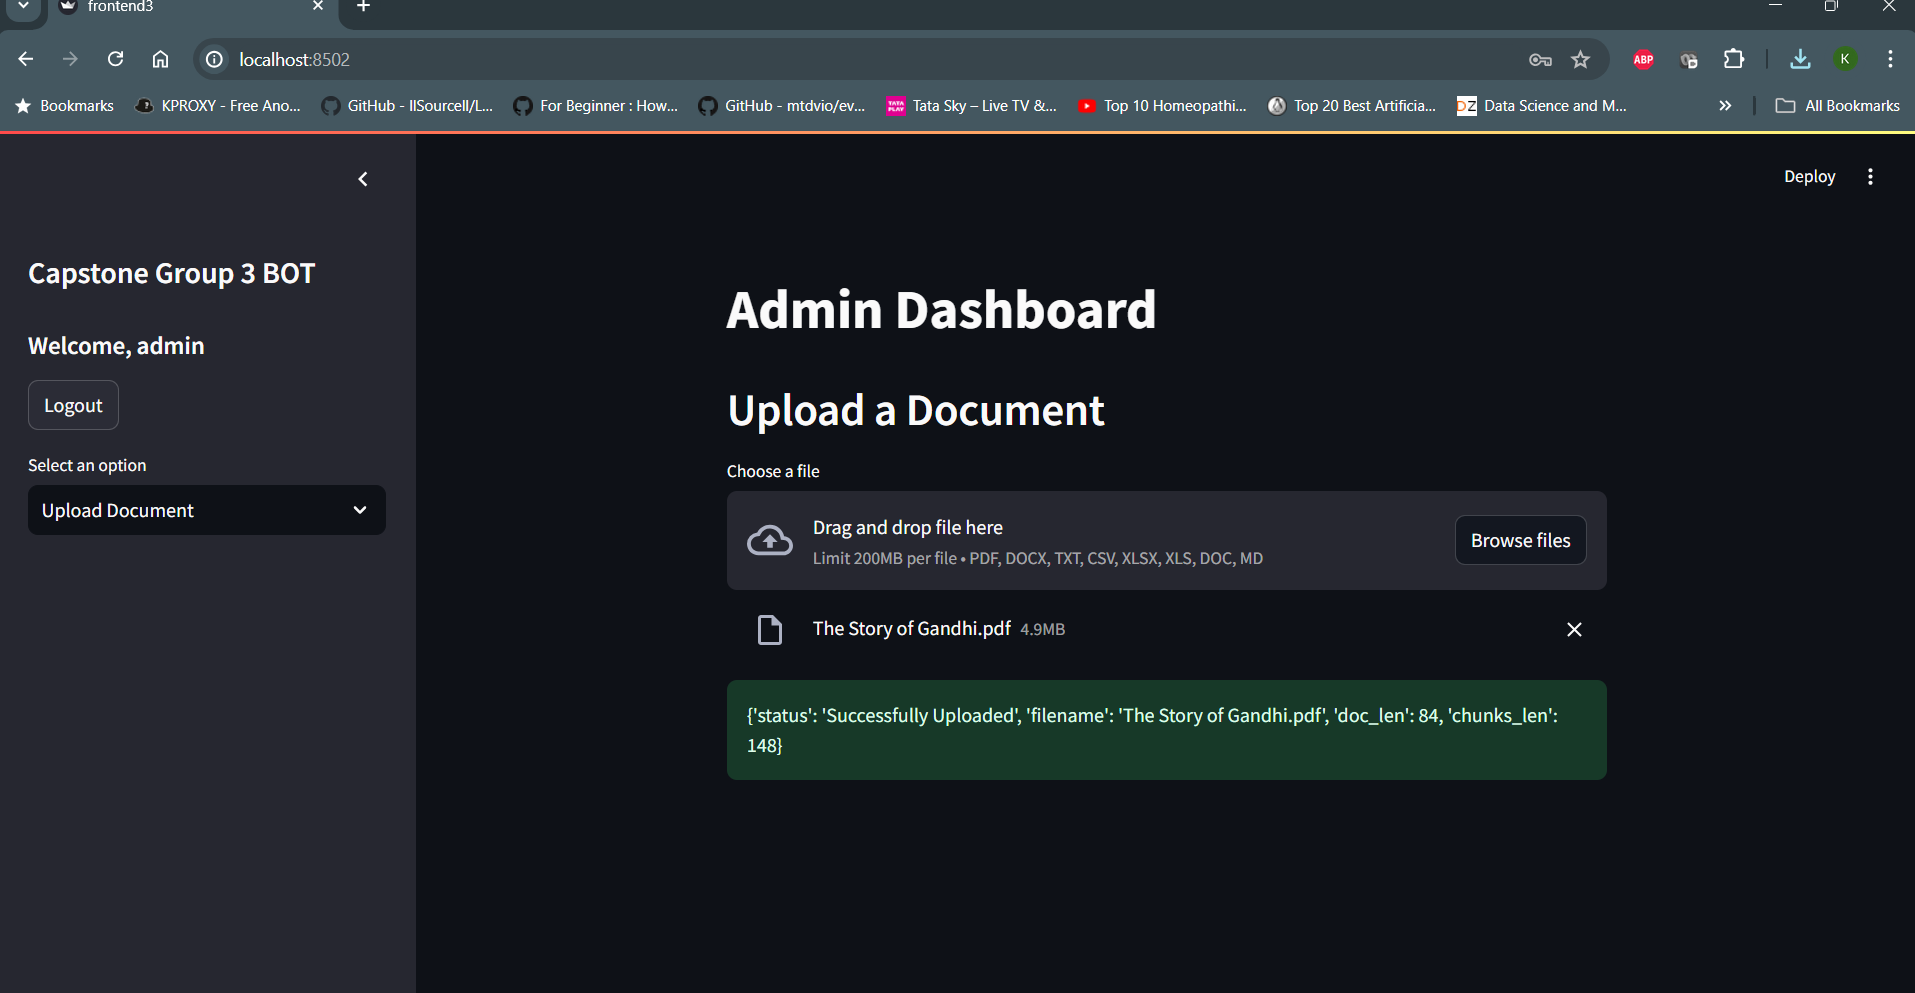 frontend3
localhost:8502
ABP
K
Bookmarks
KPROXY - Free Ano...
GitHub - llSourcell/L...
For Beginner : How...
GitHub - mtdvio/ev...
TATA PLAY
Tata Sky – Live TV &...
Top 10 Homeopathi...
Top 20 Best Artificia...
DZ
Data Science and M...
All Bookmarks
Deploy
Capstone Group 3 BOT
Welcome, admin
Logout
Select an option
Upload Document
Admin Dashboard
Upload a Document
Choose a file
Drag and drop file here
Limit 200MB per file • PDF, DOCX, TXT, CSV, XLSX, XLS, DOC, MD
Browse files
The Story of Gandhi.pdf 4.9MB
{'status': 'Successfully Uploaded', 'filename': 'The Story of Gandhi.pdf', 'doc_len': 84, 'chunks_len':
148}